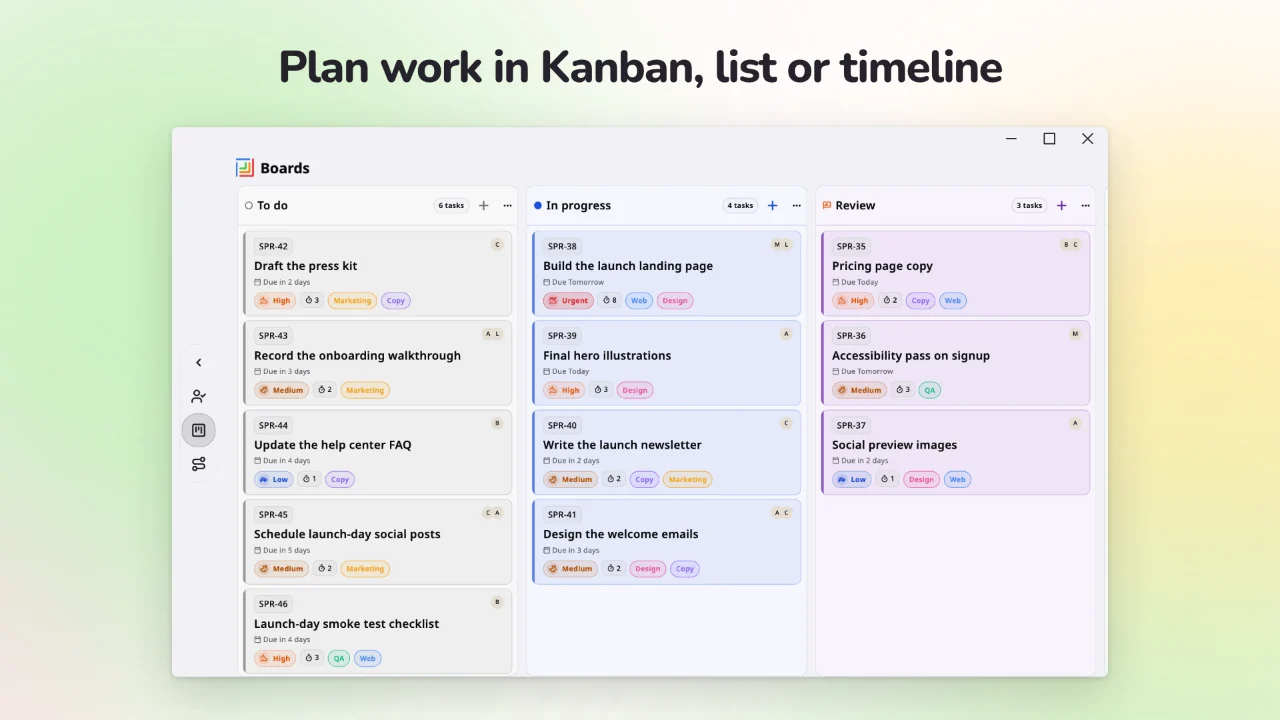 Plan work in Kanban, list or timeline
Boards
To do
6 tasks
SPR-42
C
Draft the press kit
Due in 2 days
High
3
Marketing
Copy
SPR-43
A L
Record the onboarding walkthrough
Due in 3 days
Medium
2
Marketing
SPR-44
B
Update the help center FAQ
Due in 4 days
Low
1
Copy
SPR-45
C A
Schedule launch-day social posts
Due in 5 days
Medium
2
Marketing
SPR-46
B
Launch-day smoke test checklist
Due in 4 days
High
3
QA
Web
In progress
4 tasks
SPR-38
M L
Build the launch landing page
Due Tomorrow
Urgent
8
Web
Design
SPR-39
A
Final hero illustrations
Due Today
High
3
Design
SPR-40
C
Write the launch newsletter
Due in 2 days
Medium
2
Copy
Marketing
SPR-41
A C
Design the welcome emails
Due in 3 days
Medium
2
Design
Copy
Review
3 tasks
SPR-35
B C
Pricing page copy
Due Today
High
2
Copy
Web
SPR-36
M
Accessibility pass on signup
Due Tomorrow
Medium
3
QA
SPR-37
A
Social preview images
Due in 2 days
Low
1
Design
Web